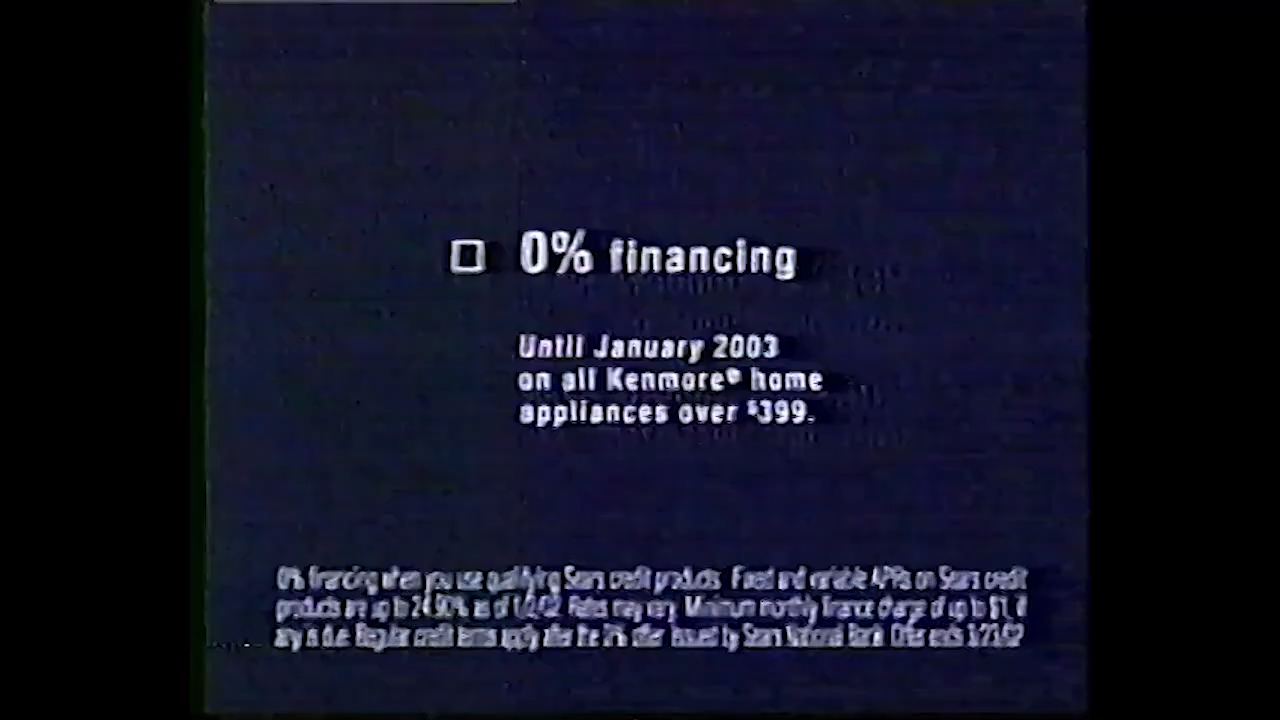 0% financing
Until January 2003
on all Kenmore® home
appliances over $399.
0% financing when you use qualifying Sears credit products. Fixed and variable APRs on Sears credit
products are up to 24.90% as of 1/2/02. Rates may vary. Minimum monthly finance charge of up to $1, if
any is due. Regular credit terms apply after the 0% offer. Issued by Sears National Bank. Offer ends